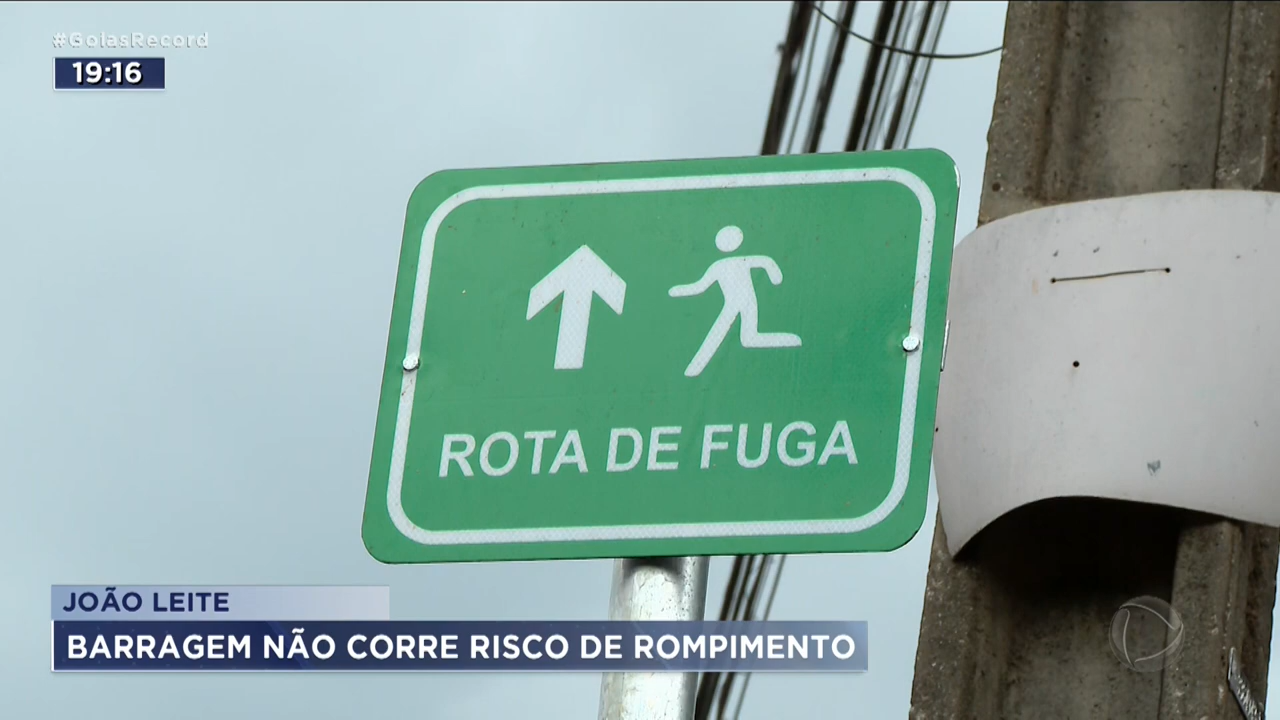 #GoiasRecord
19:16
ROTA DE FUGA
JOÃO LEITE
BARRAGEM NÃO CORRE RISCO DE ROMPIMENTO